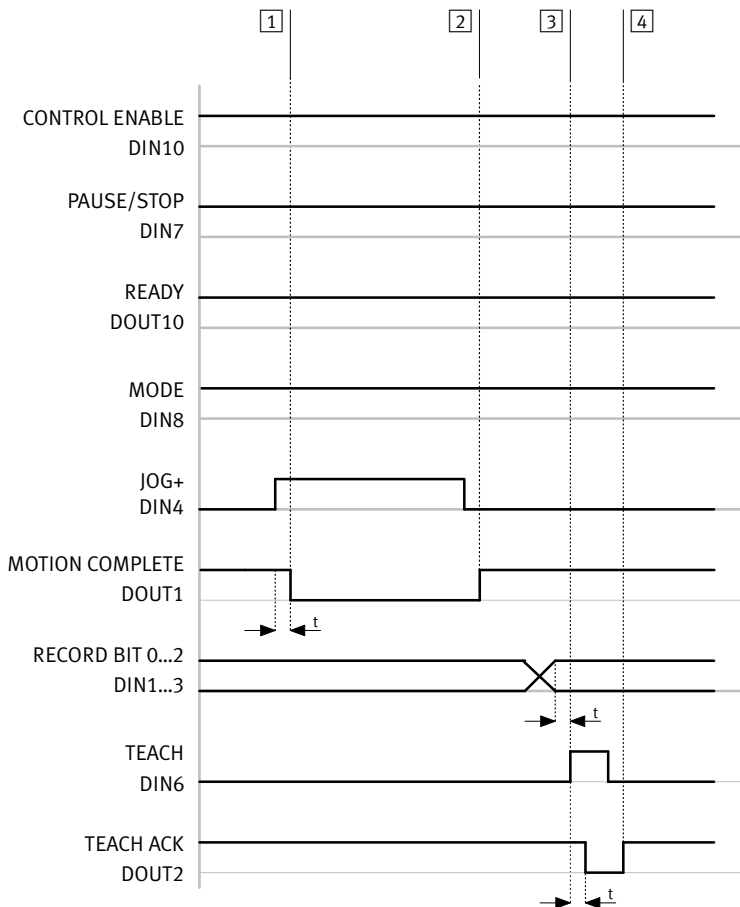 1 2 3 4
CONTROL ENABLE
DIN10
PAUSE/STOP
DIN7
READY
DOUT10
MODE
DIN8
JOG+
DIN4
MOTION COMPLETE
DOUT1
t
RECORD BIT 0...2
DIN1...3
t
TEACH
DIN6
TEACH ACK
DOUT2
t